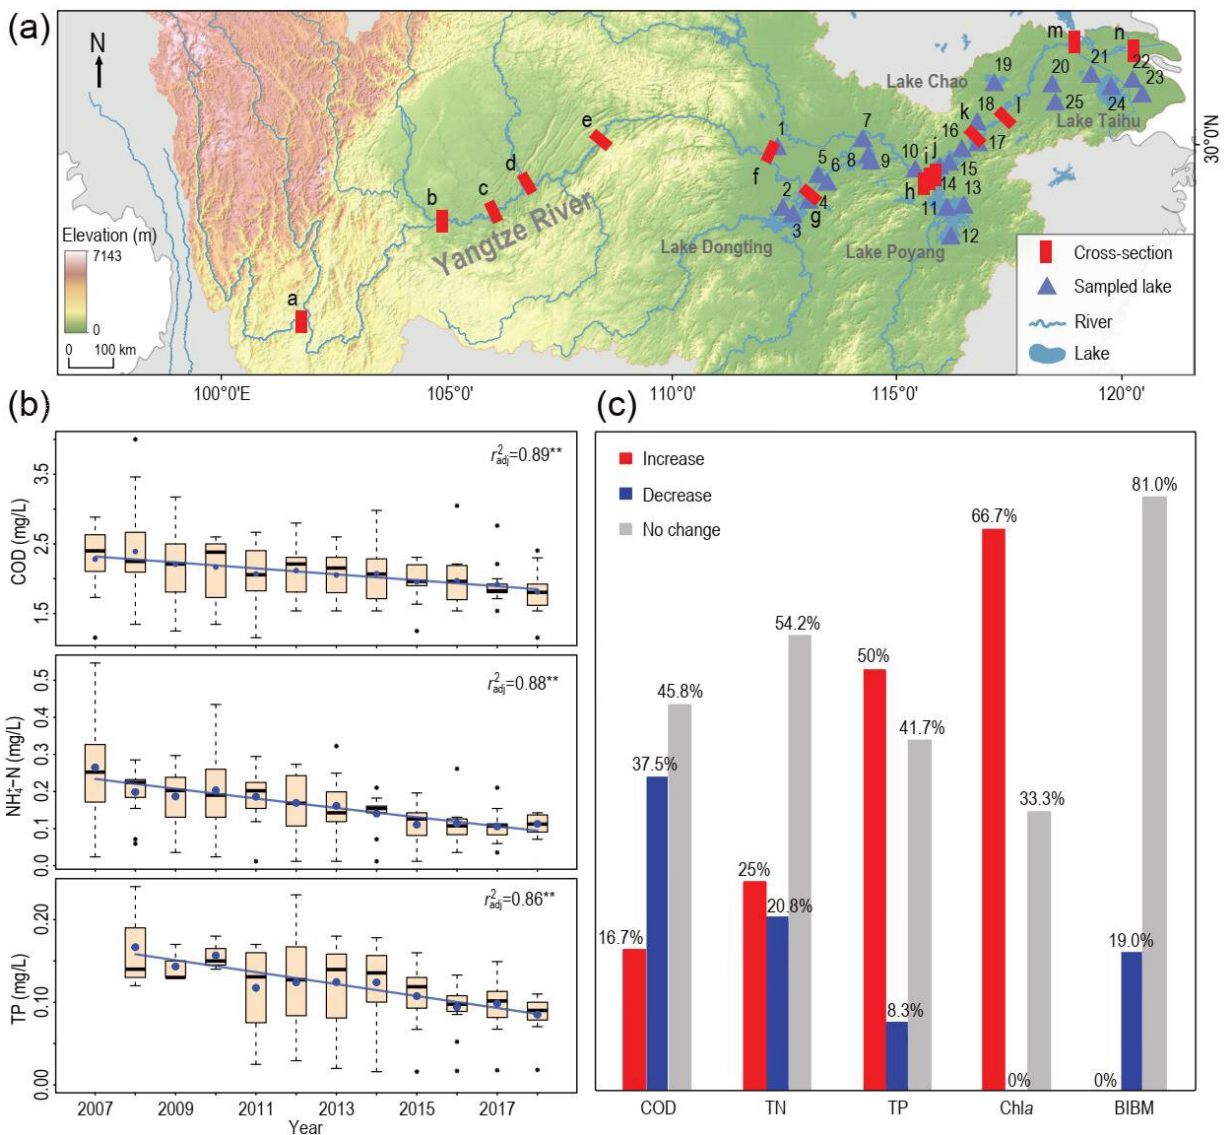 (a)
N
m
n
19
21
22
20
23
Lake Chao
24
25
Lake Taihu
l
k
18
16
17
e
1
7
j
30°0'N
d
f
5
6
8
9
10
i
15
c
h
14
13
b
2
4
g
11
3
12
Yangtze River
Lake Dongting
Lake Poyang
Elevation (m)
7143
0
0 100 km
a
Cross-section
Sampled lake
River
Lake
100°0'E
105°0'
110°0'
115°0'
120°0'
(b)
r²adj=0.89**
COD (mg/L)
3.5
2.5
1.5
r²adj=0.88**
NH₄⁺–N (mg/L)
0.5
0.4
0.3
0.2
0.1
0.0
r²adj=0.86**
TP (mg/L)
0.20
0.10
0.00
2007 2009 2011 2013 2015 2017
Year
(c)
Increase
Decrease
No change
16.7%
37.5%
45.8%
25%
20.8%
54.2%
50%
8.3%
41.7%
66.7%
0%
33.3%
0%
19.0%
81.0%
COD
TN
TP
Chla
BIBM